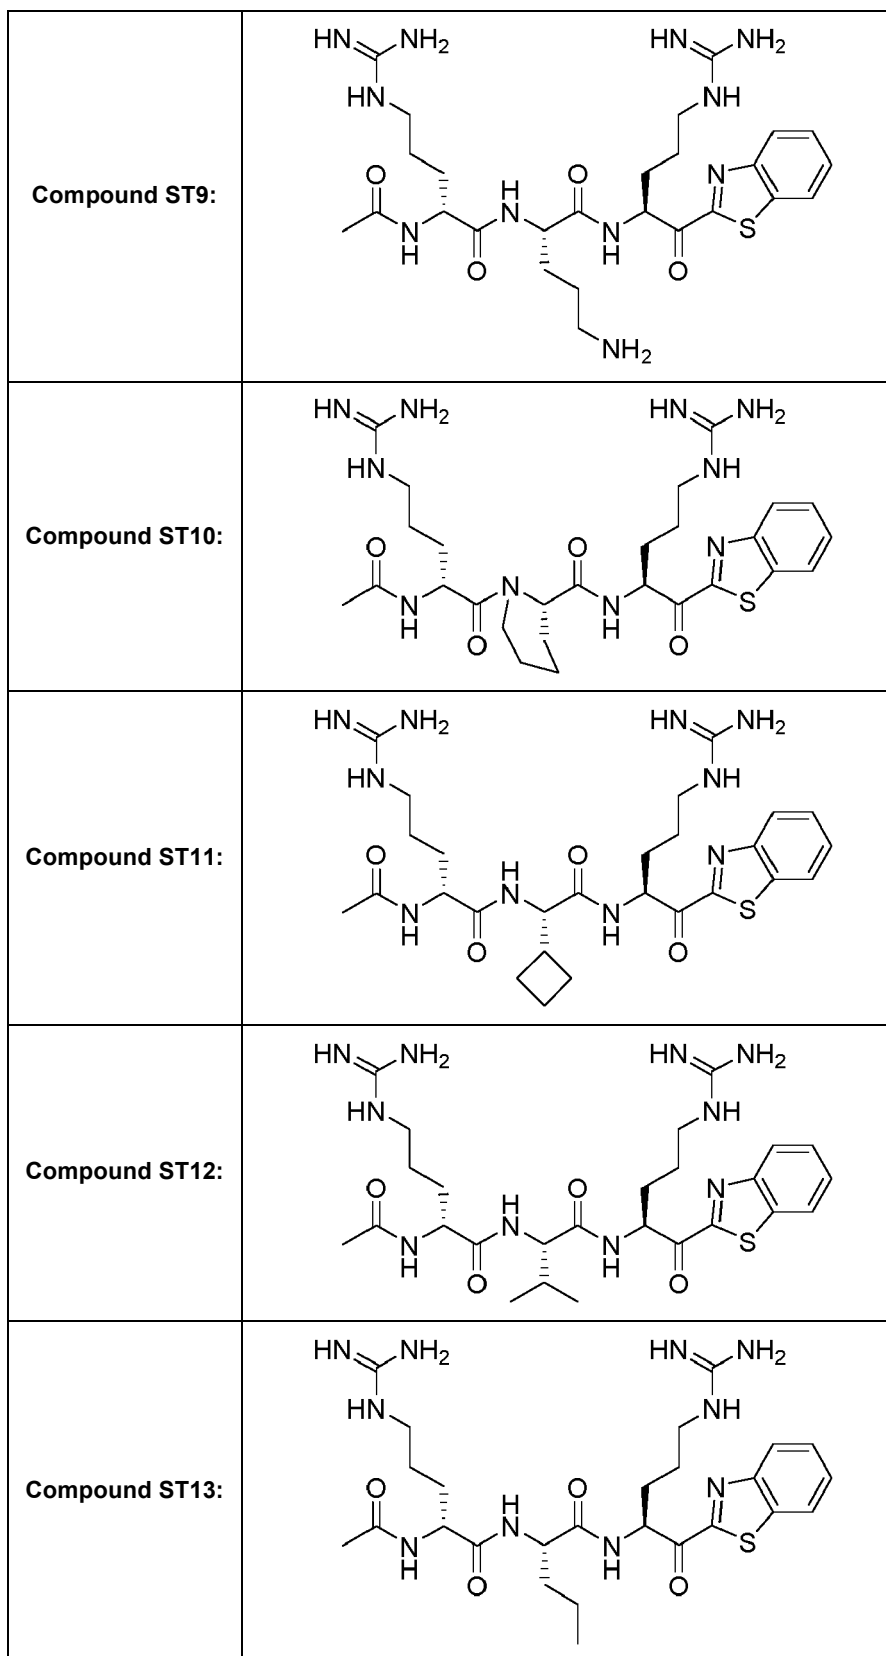 HN NH2 HN NH2
HN NH
O N
Compound ST9: H O
N N S
H O N O
H
NH2
HN NH2 HN NH2
HN NH
O N
Compound ST10: N O
N N S
H O H O
HN NH2 HN NH2
HN NH
O N
Compound ST11: H O
N N N S
H O H O
HN NH2 HN NH2
HN NH
O N
Compound ST12: H O
N N N S
H O H O
HN NH2 HN NH2
HN NH
O N
Compound ST13: H O
N N N S
H O H O